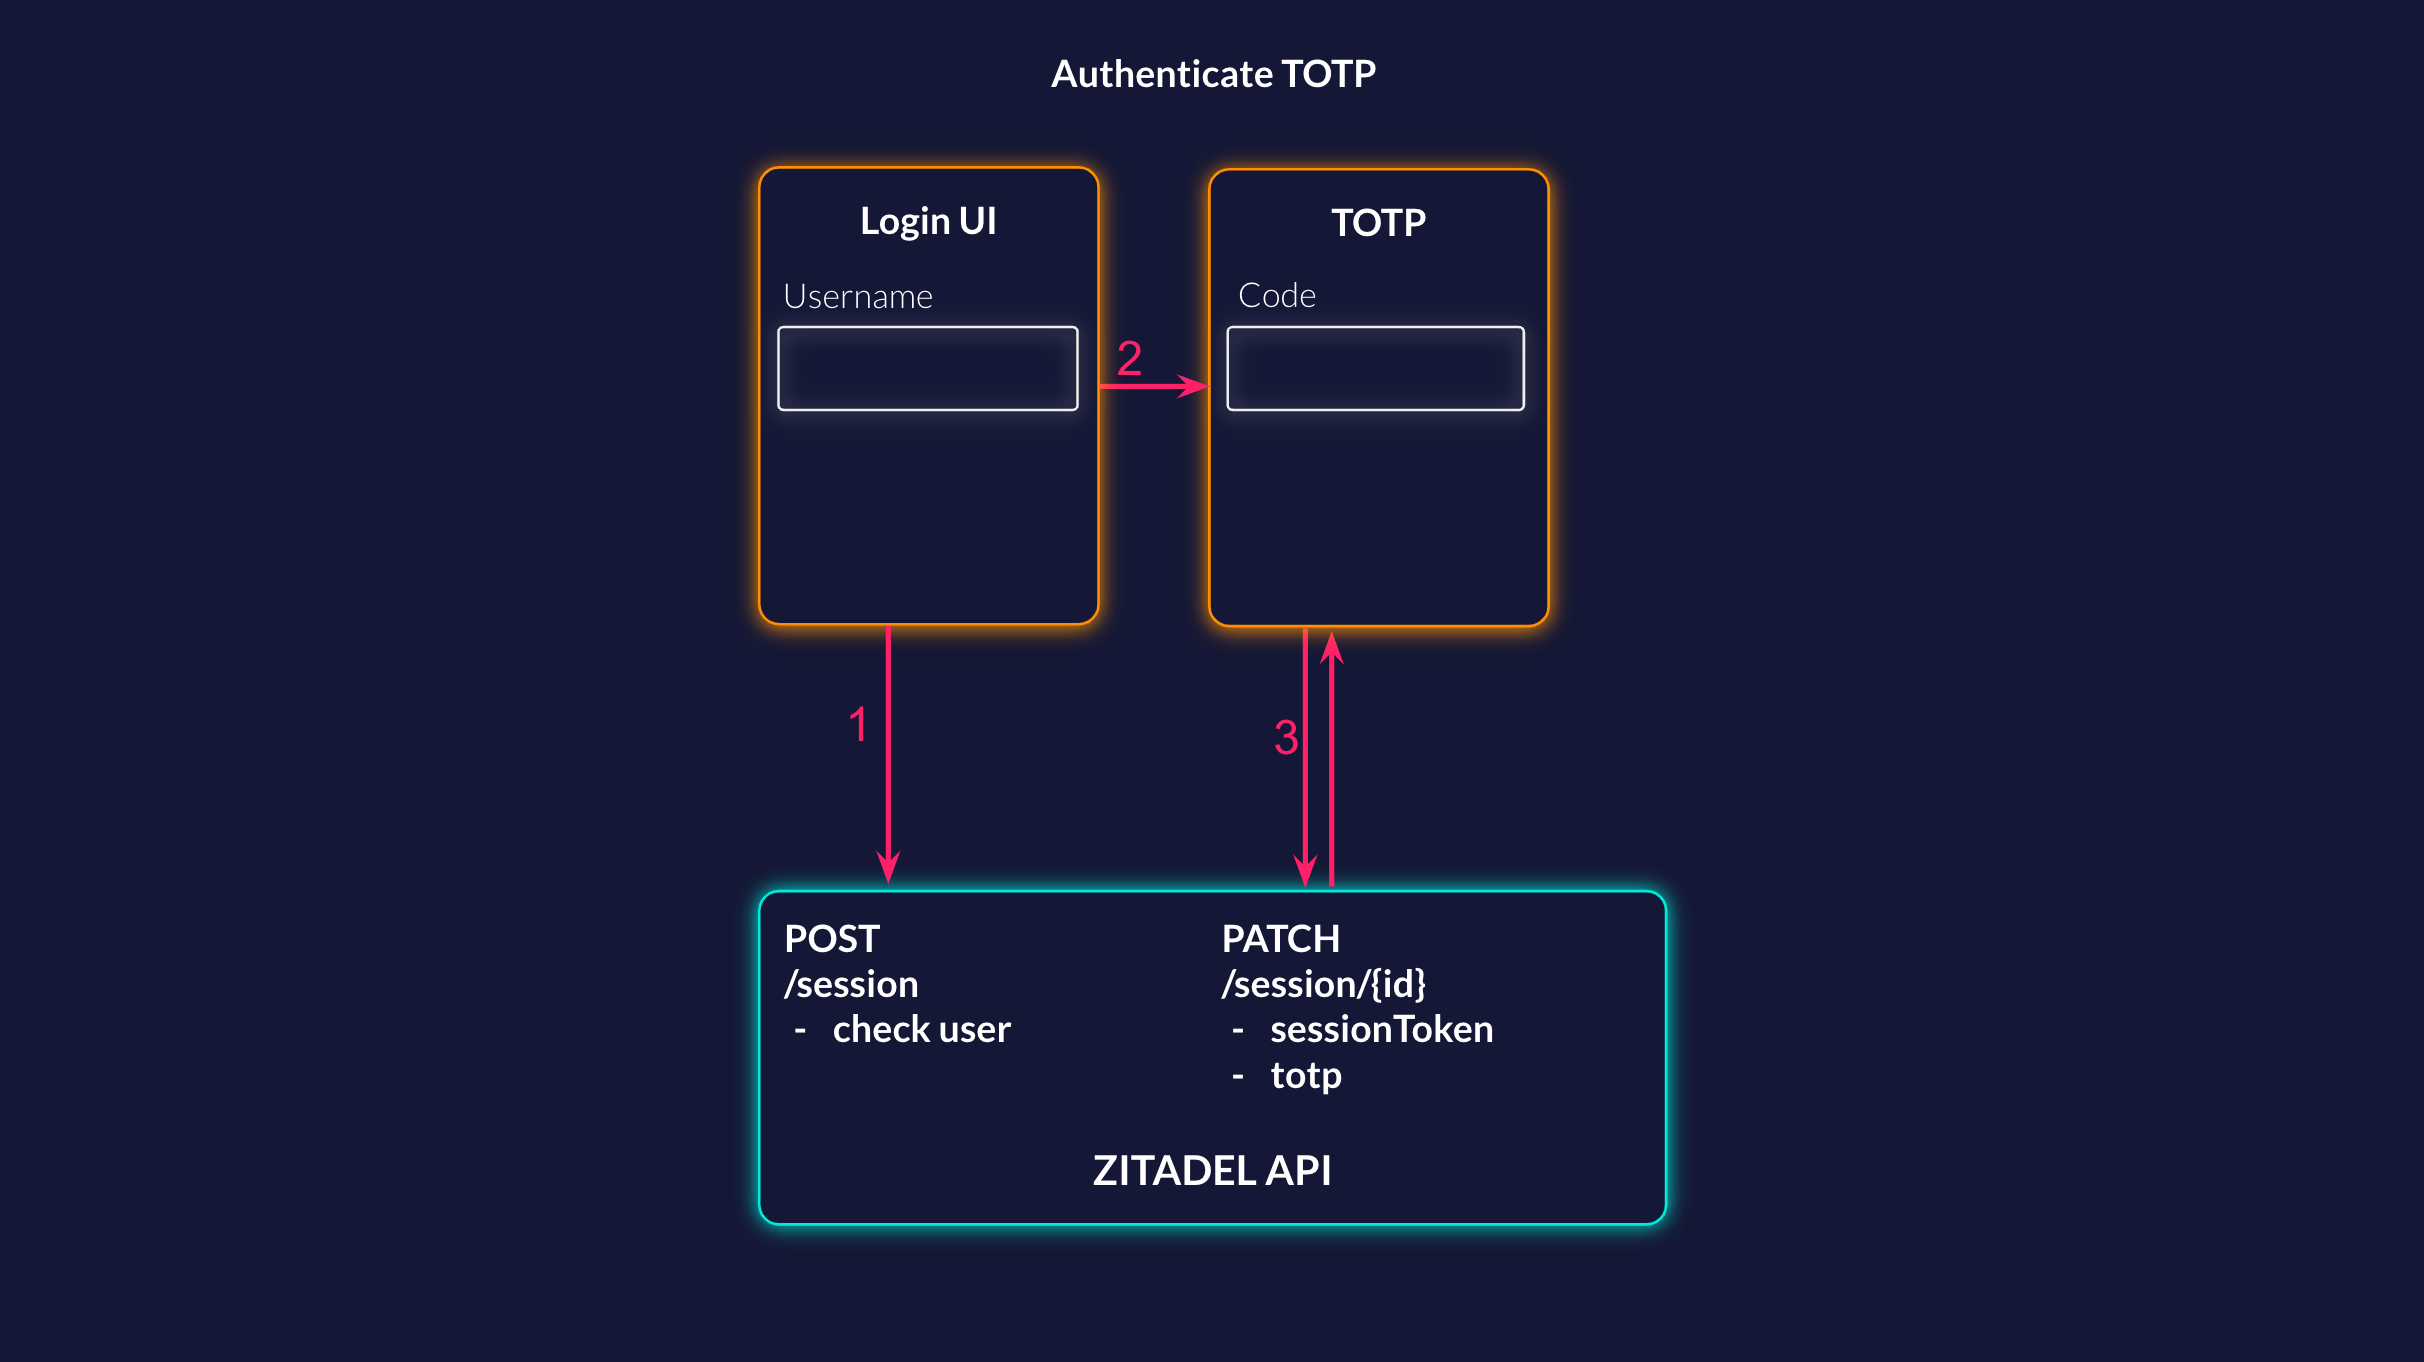 Authenticate TOTP
Login UI
Username
2
TOTP
Code
1
3
POST
/session
- check user
PATCH
/session/{id}
- sessionToken
- totp
ZITADEL API